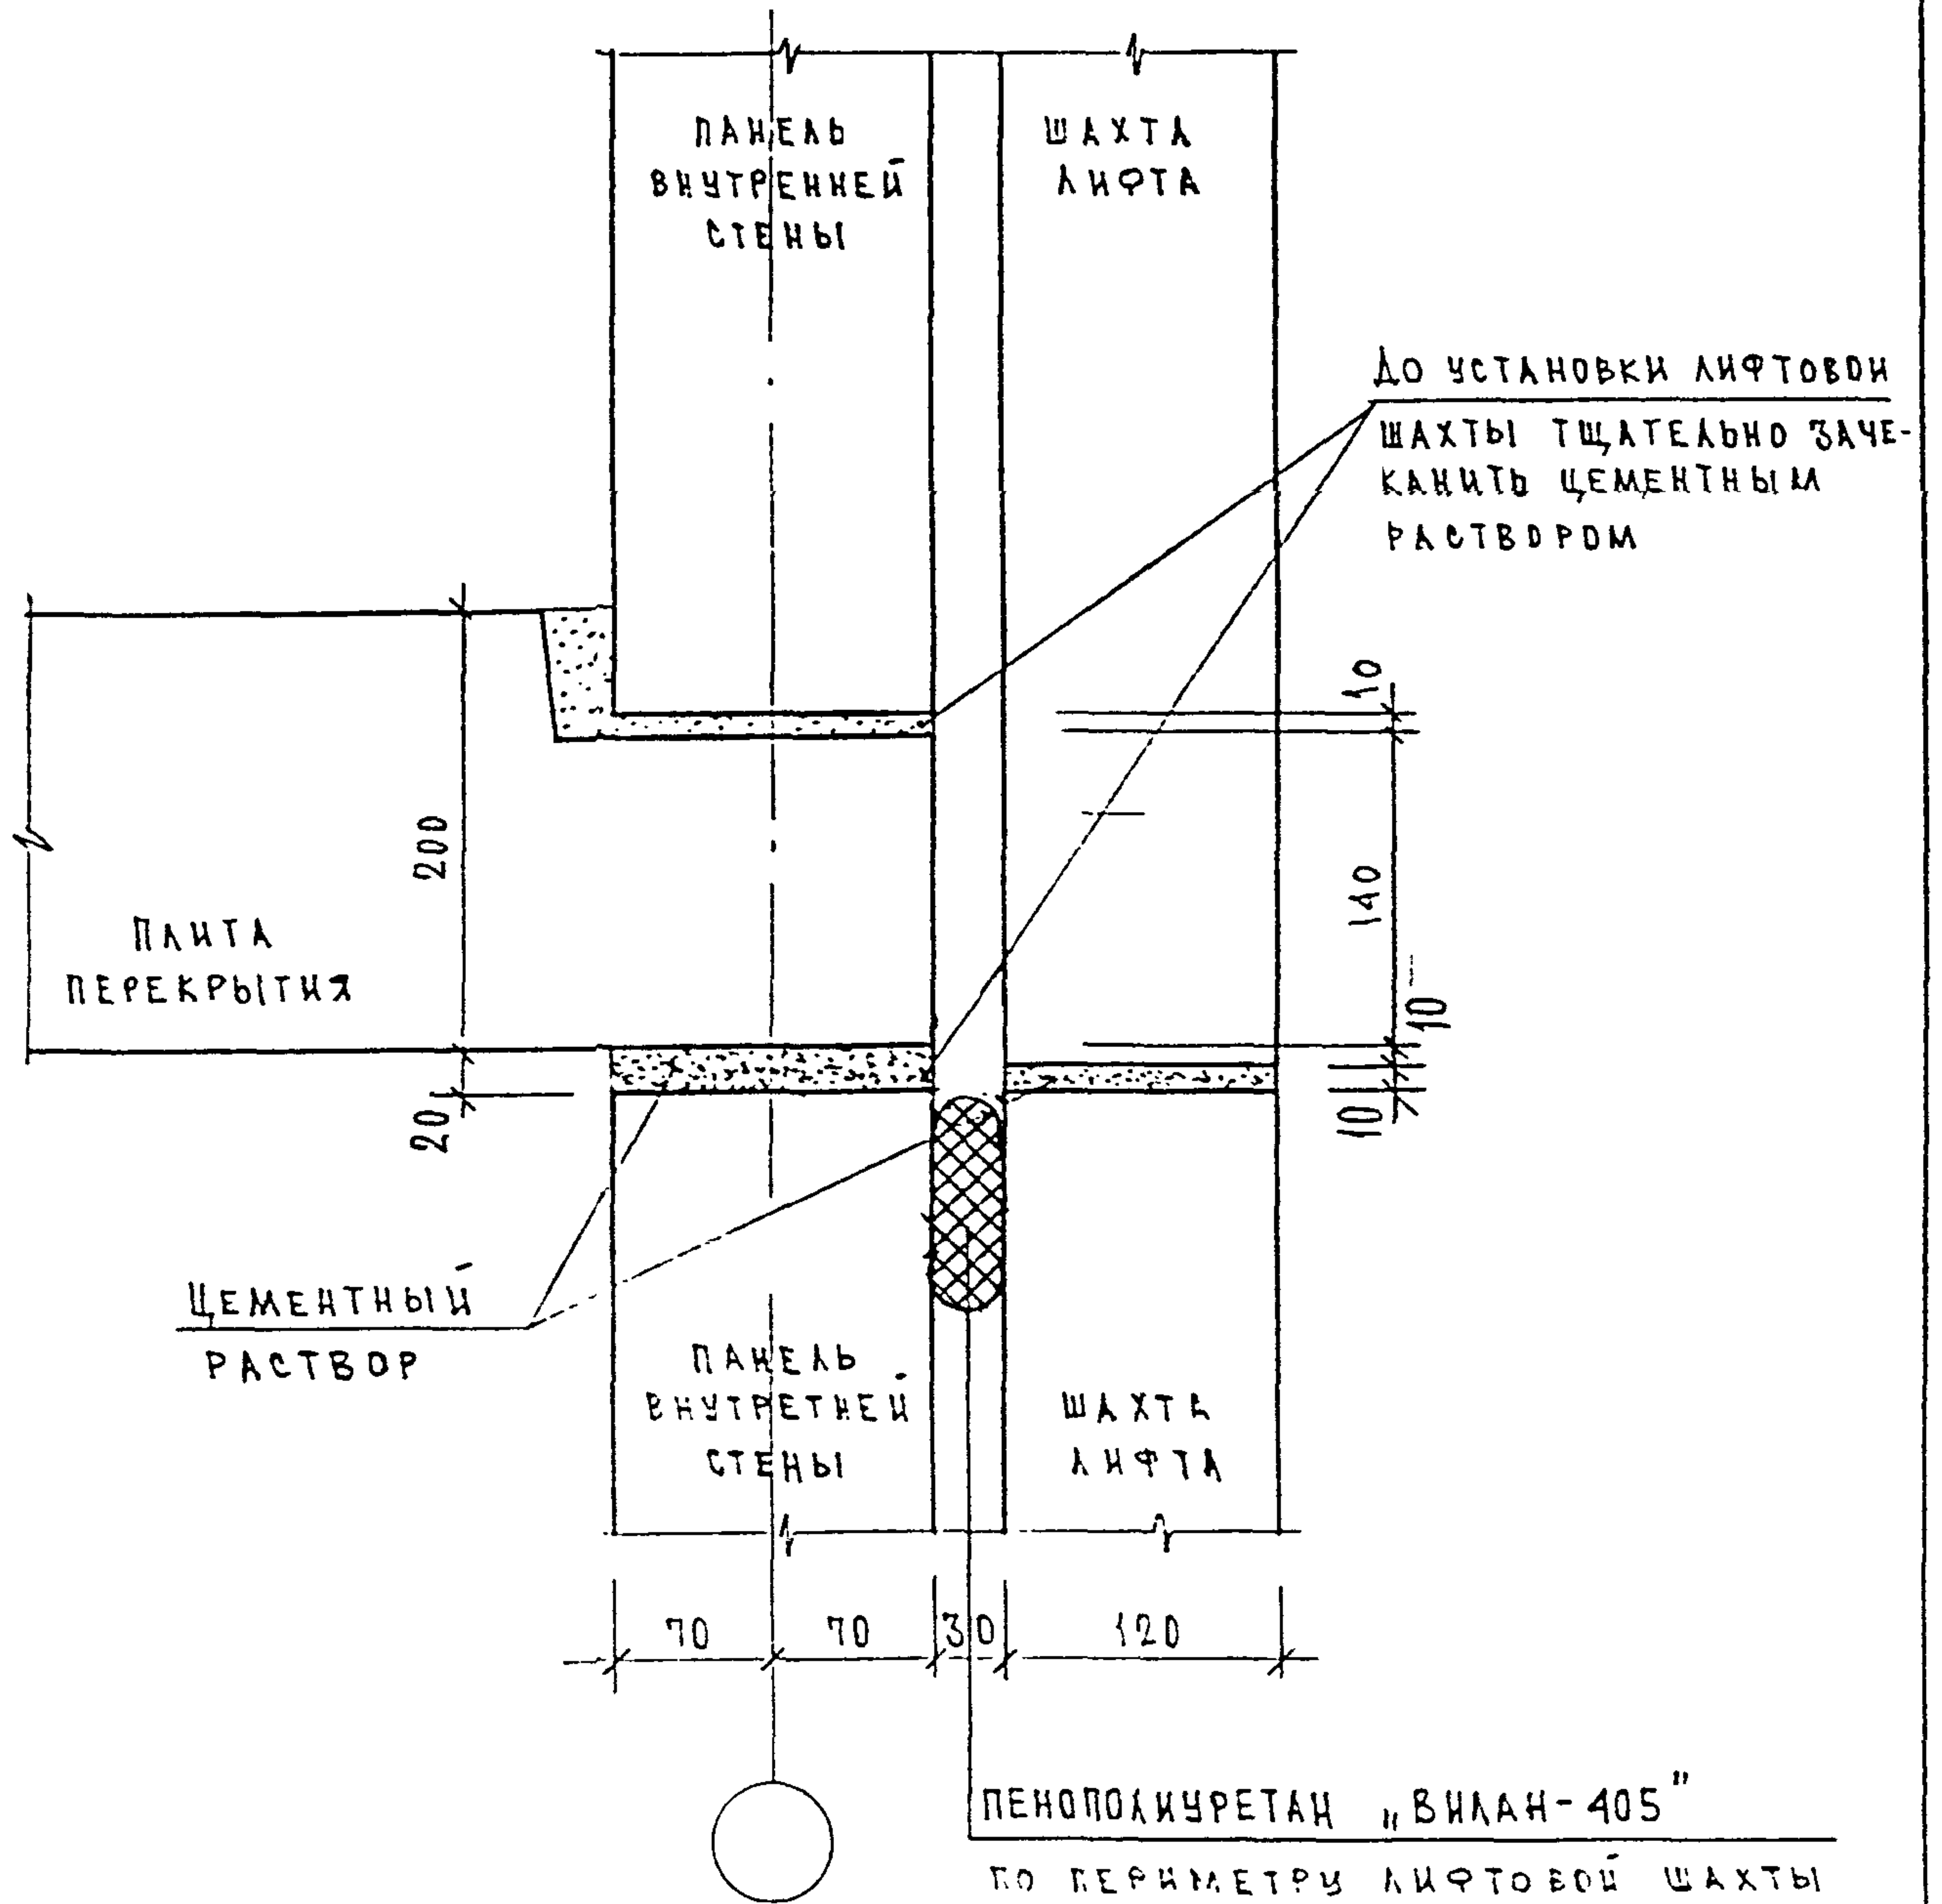 ПАНЕЛЬ
ВНУТРЕННЕЙ
СТЕНЫ
ШАХТА
ЛИФТА
ДО УСТАНОВКИ ЛИФТОВОЙ
ШАХТЫ ТЩАТЕЛЬНО ЗАЧЕ-
КАНИТЬ ЦЕМЕНТНЫМ
РАСТВОРОМ
10
200
140
ПЛИТА
ПЕРЕКРЫТИЯ
10
20
10
ЦЕМЕНТНЫЙ
РАСТВОР
ПАНЕЛЬ
ВНУТРЕТНЕЙ
СТЕНЫ
ШАХТА
ЛИФТА
70 70 30 120
ПЕНОПОЛИУРЕТАН „ВИЛАН-405"
ПО ПЕРИМЕТРУ ЛИФТОВОЙ ШАХТЫ